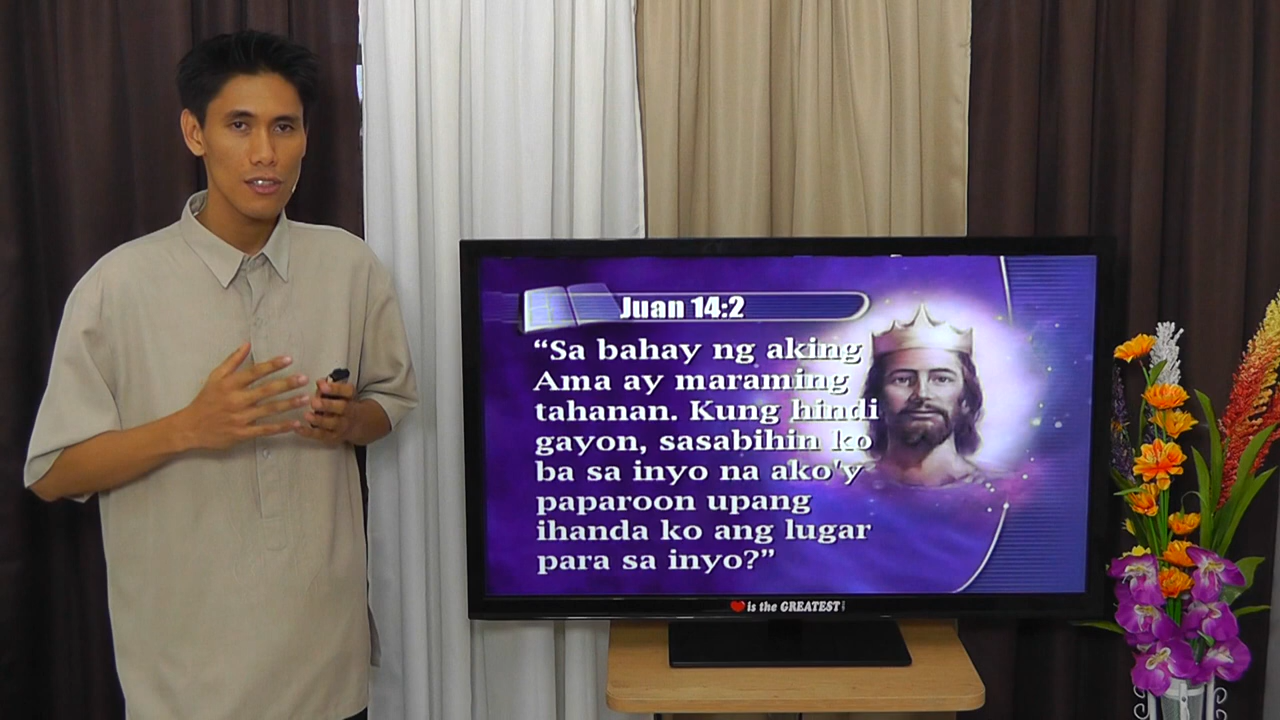 Juan 14:2
“Sa bahay ng aking
Ama ay maraming
tahanan. Kung hindi
gayon, sasabihin ko
ba sa inyo na ako'y
paparoon upang
ihanda ko ang lugar
para sa inyo?”
is the GREATEST!